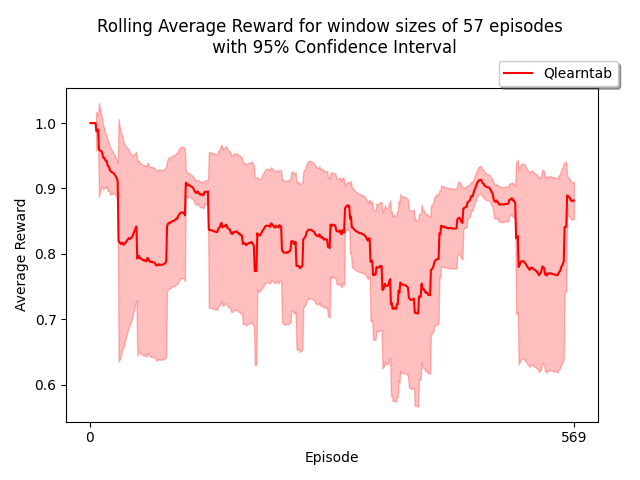 Rolling Average Reward for window sizes of 57 episodes
with 95% Confidence Interval
Qlearntab
1.0
0.9
0.8
0.7
0.6
Average Reward
0
569
Episode